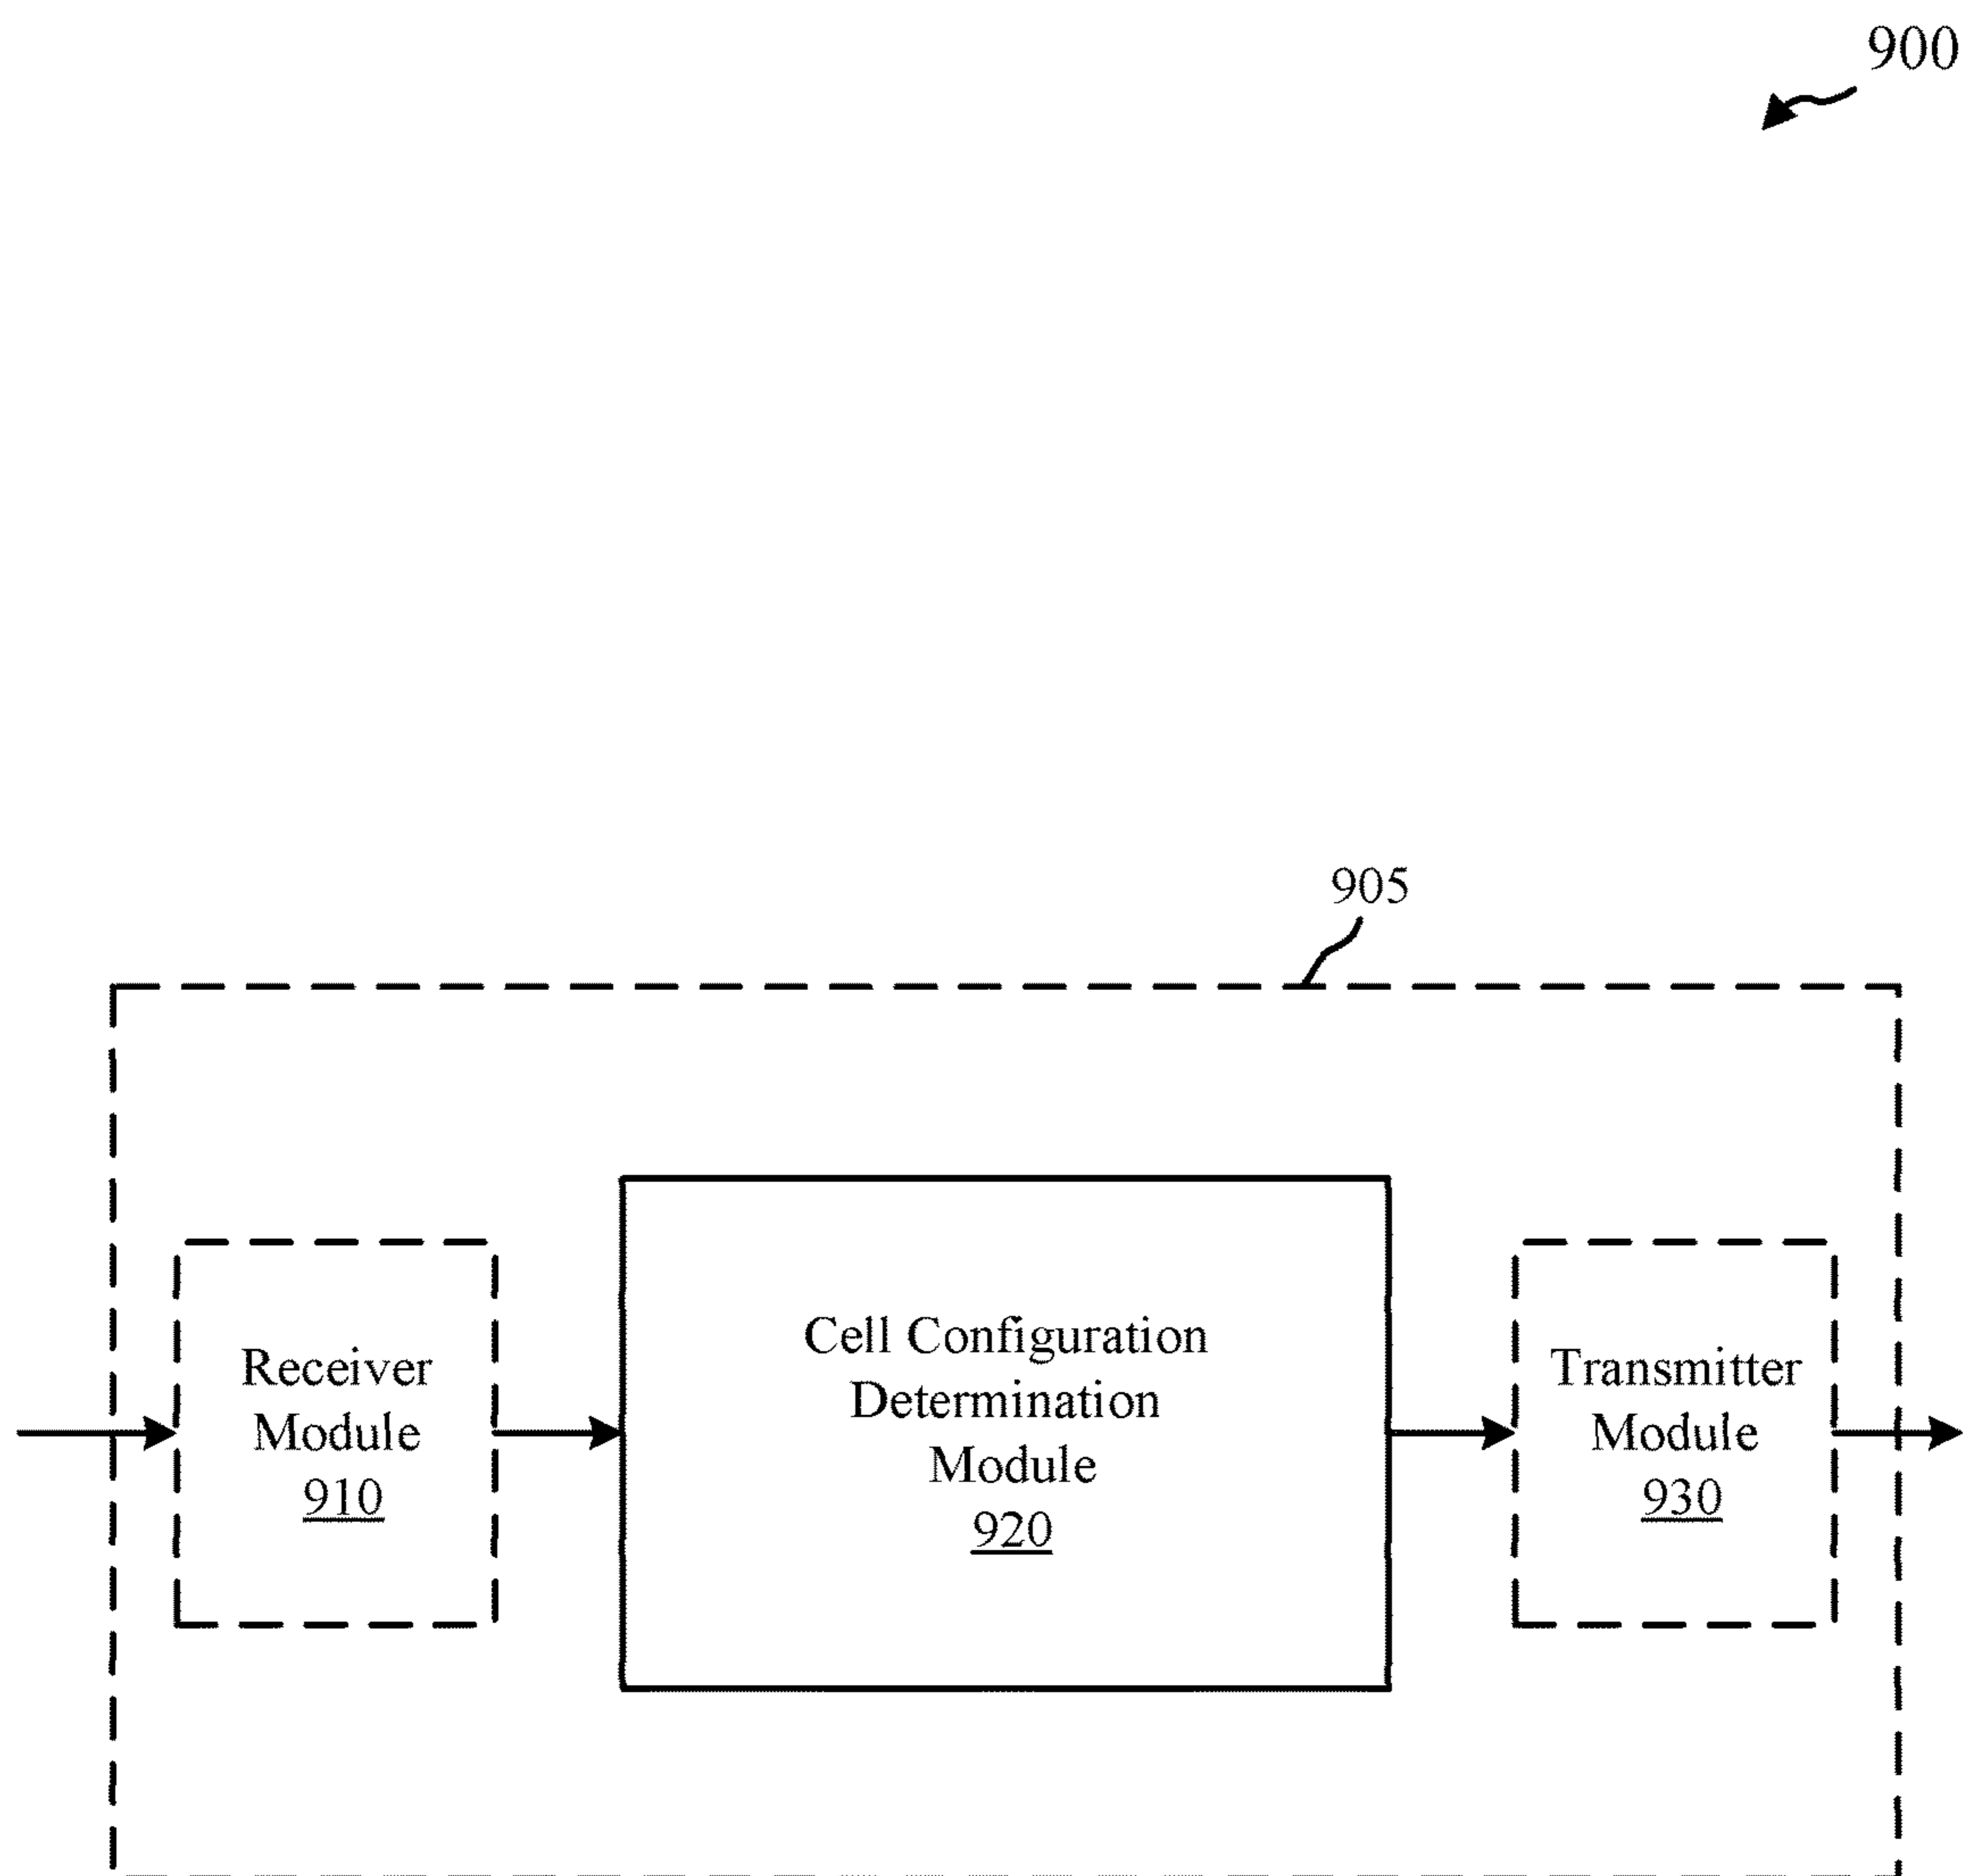 900
905
Receiver
Module
910
Cell Configuration
Determination
Module
920
Transmitter
Module
930